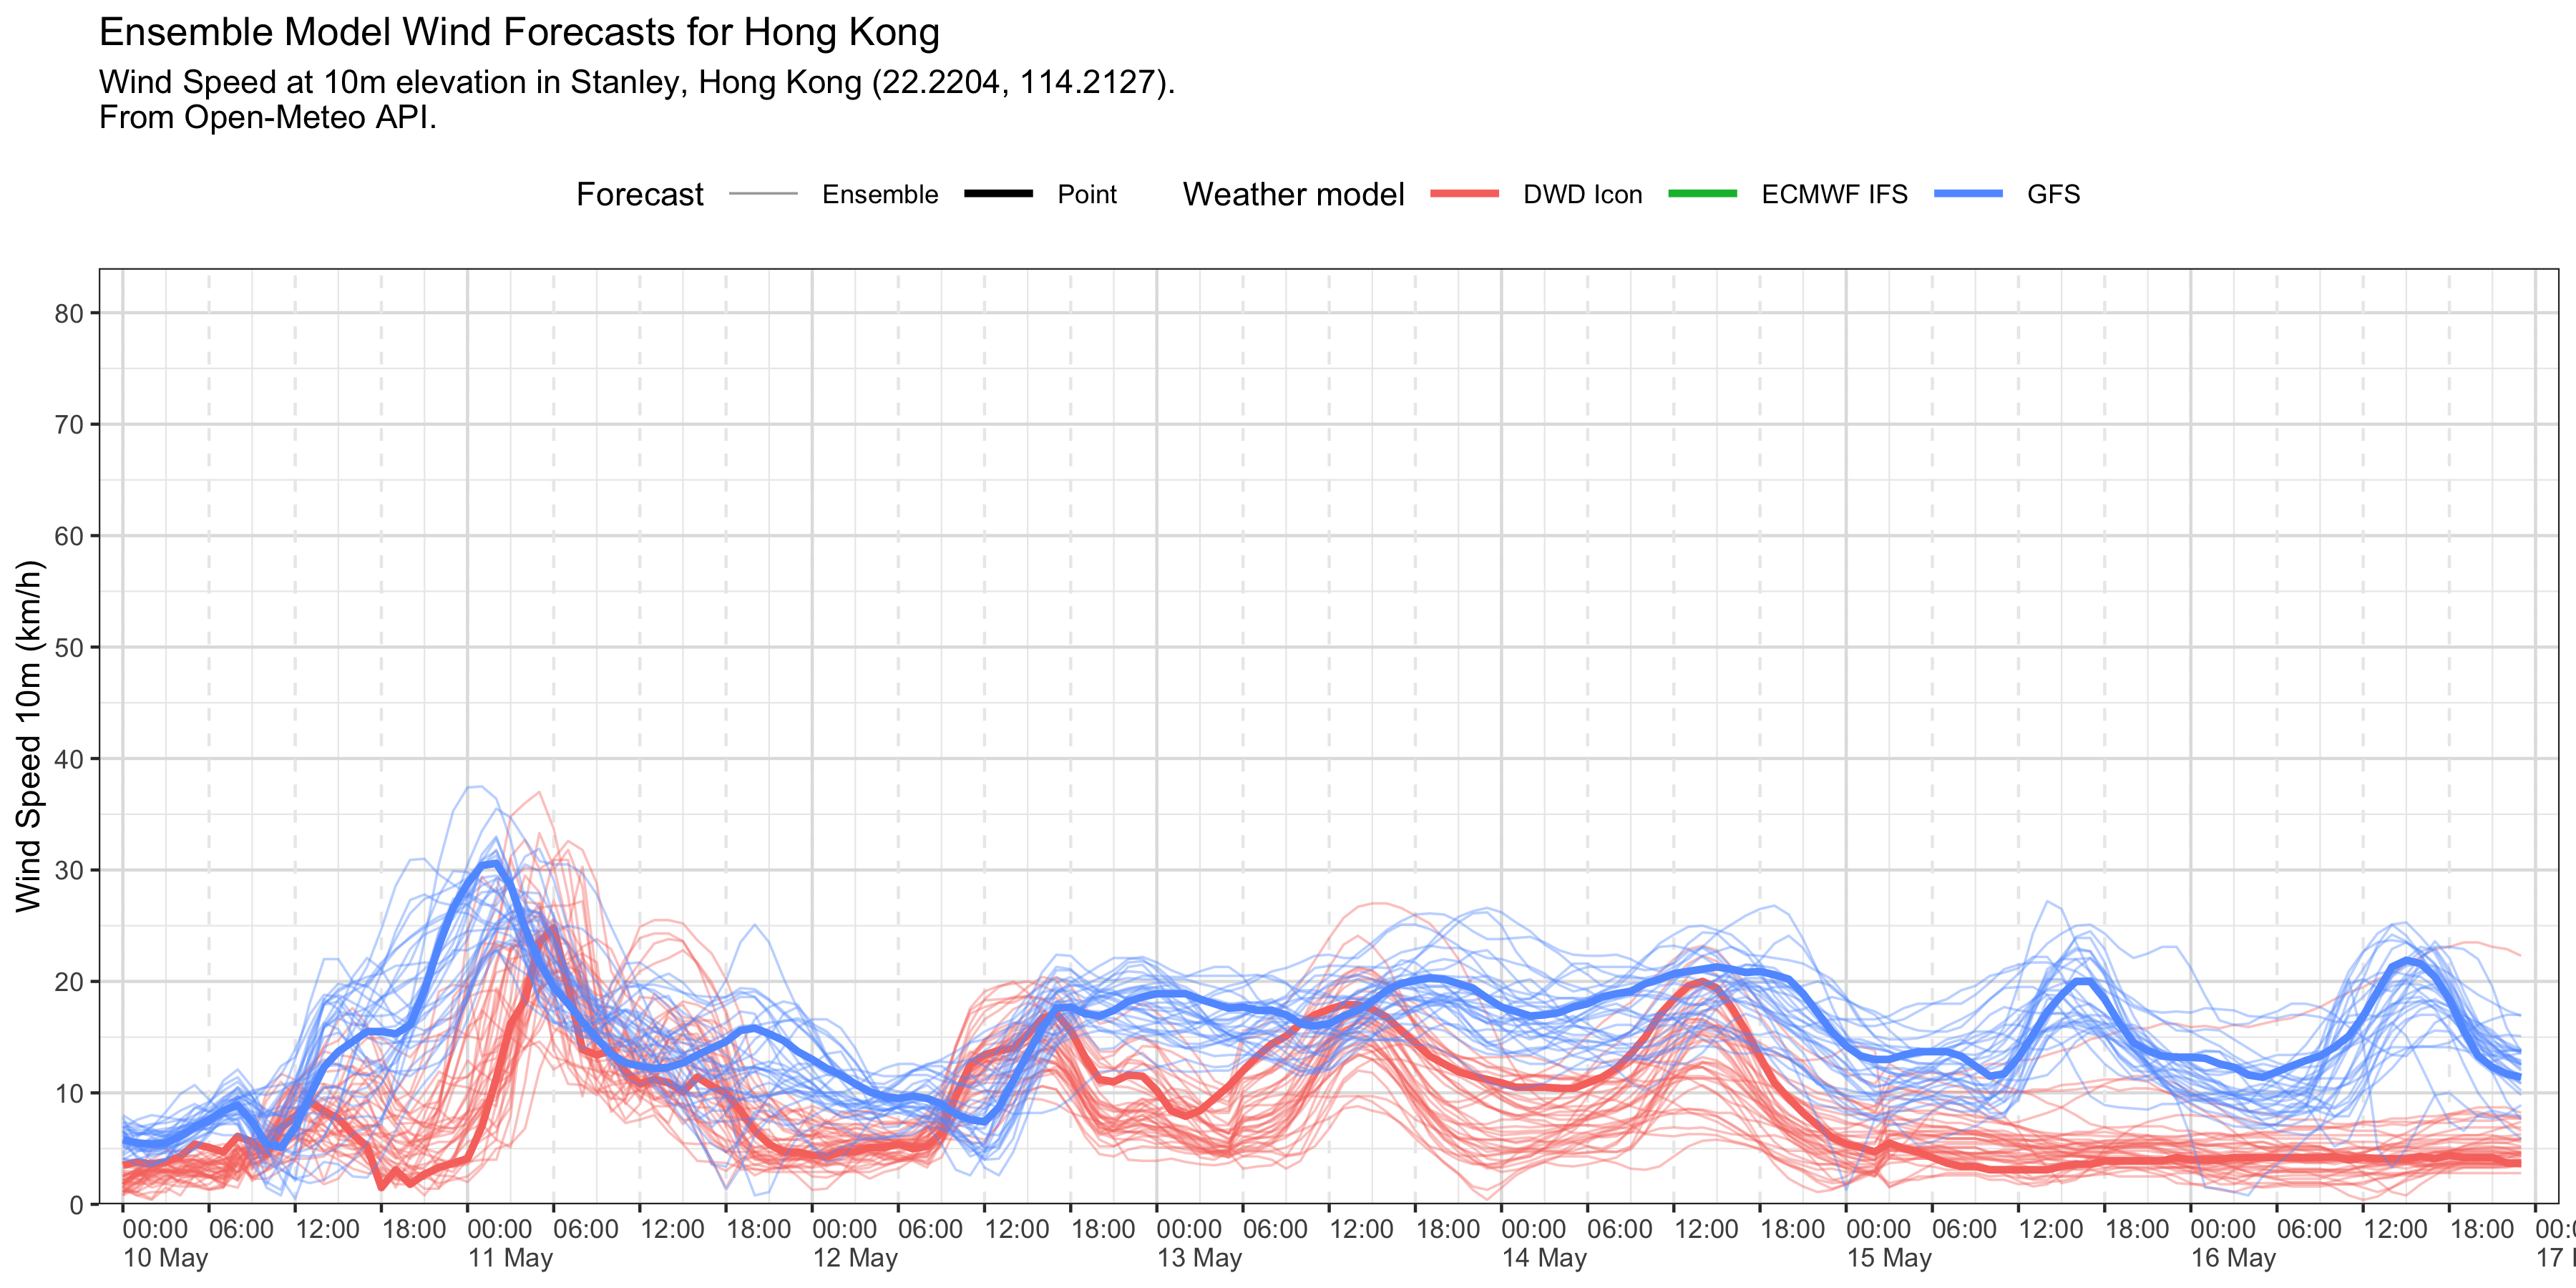 Ensemble Model Wind Forecasts for Hong Kong
Wind Speed at 10m elevation in Stanley, Hong Kong (22.2204, 114.2127).
From Open-Meteo API.
Forecast Ensemble Point Weather model DWD Icon ECMWF IFS GFS
Wind Speed 10m (km/h)
80
70
60
50
40
30
20
10
0
00:00 06:00 12:00 18:00 00:00 06:00 12:00 18:00 00:00 06:00 12:00 18:00 00:00 06:00 12:00 18:00 00:00 06:00 12:00 18:00 00:00 06:00 12:00 18:00 00:00 06:00 12:00 18:00 00:0
10 May 11 May 12 May 13 May 14 May 15 May 16 May 17